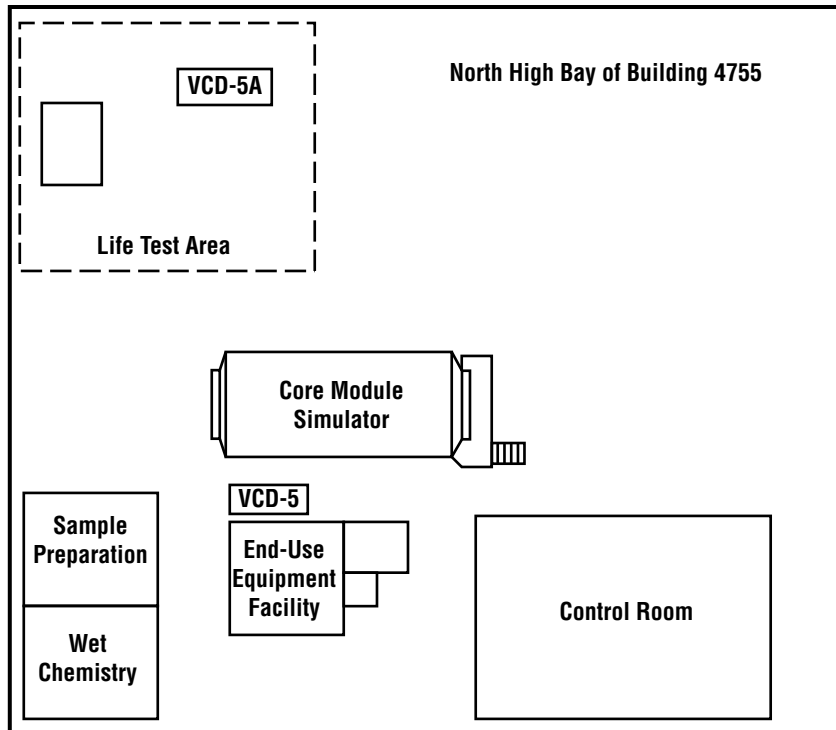 VCD-5A
North High Bay of Building 4755
Life Test Area
Core Module
Simulator
VCD-5
Sample
Preparation
End-Use
Equipment
Facility
Control Room
Wet
Chemistry